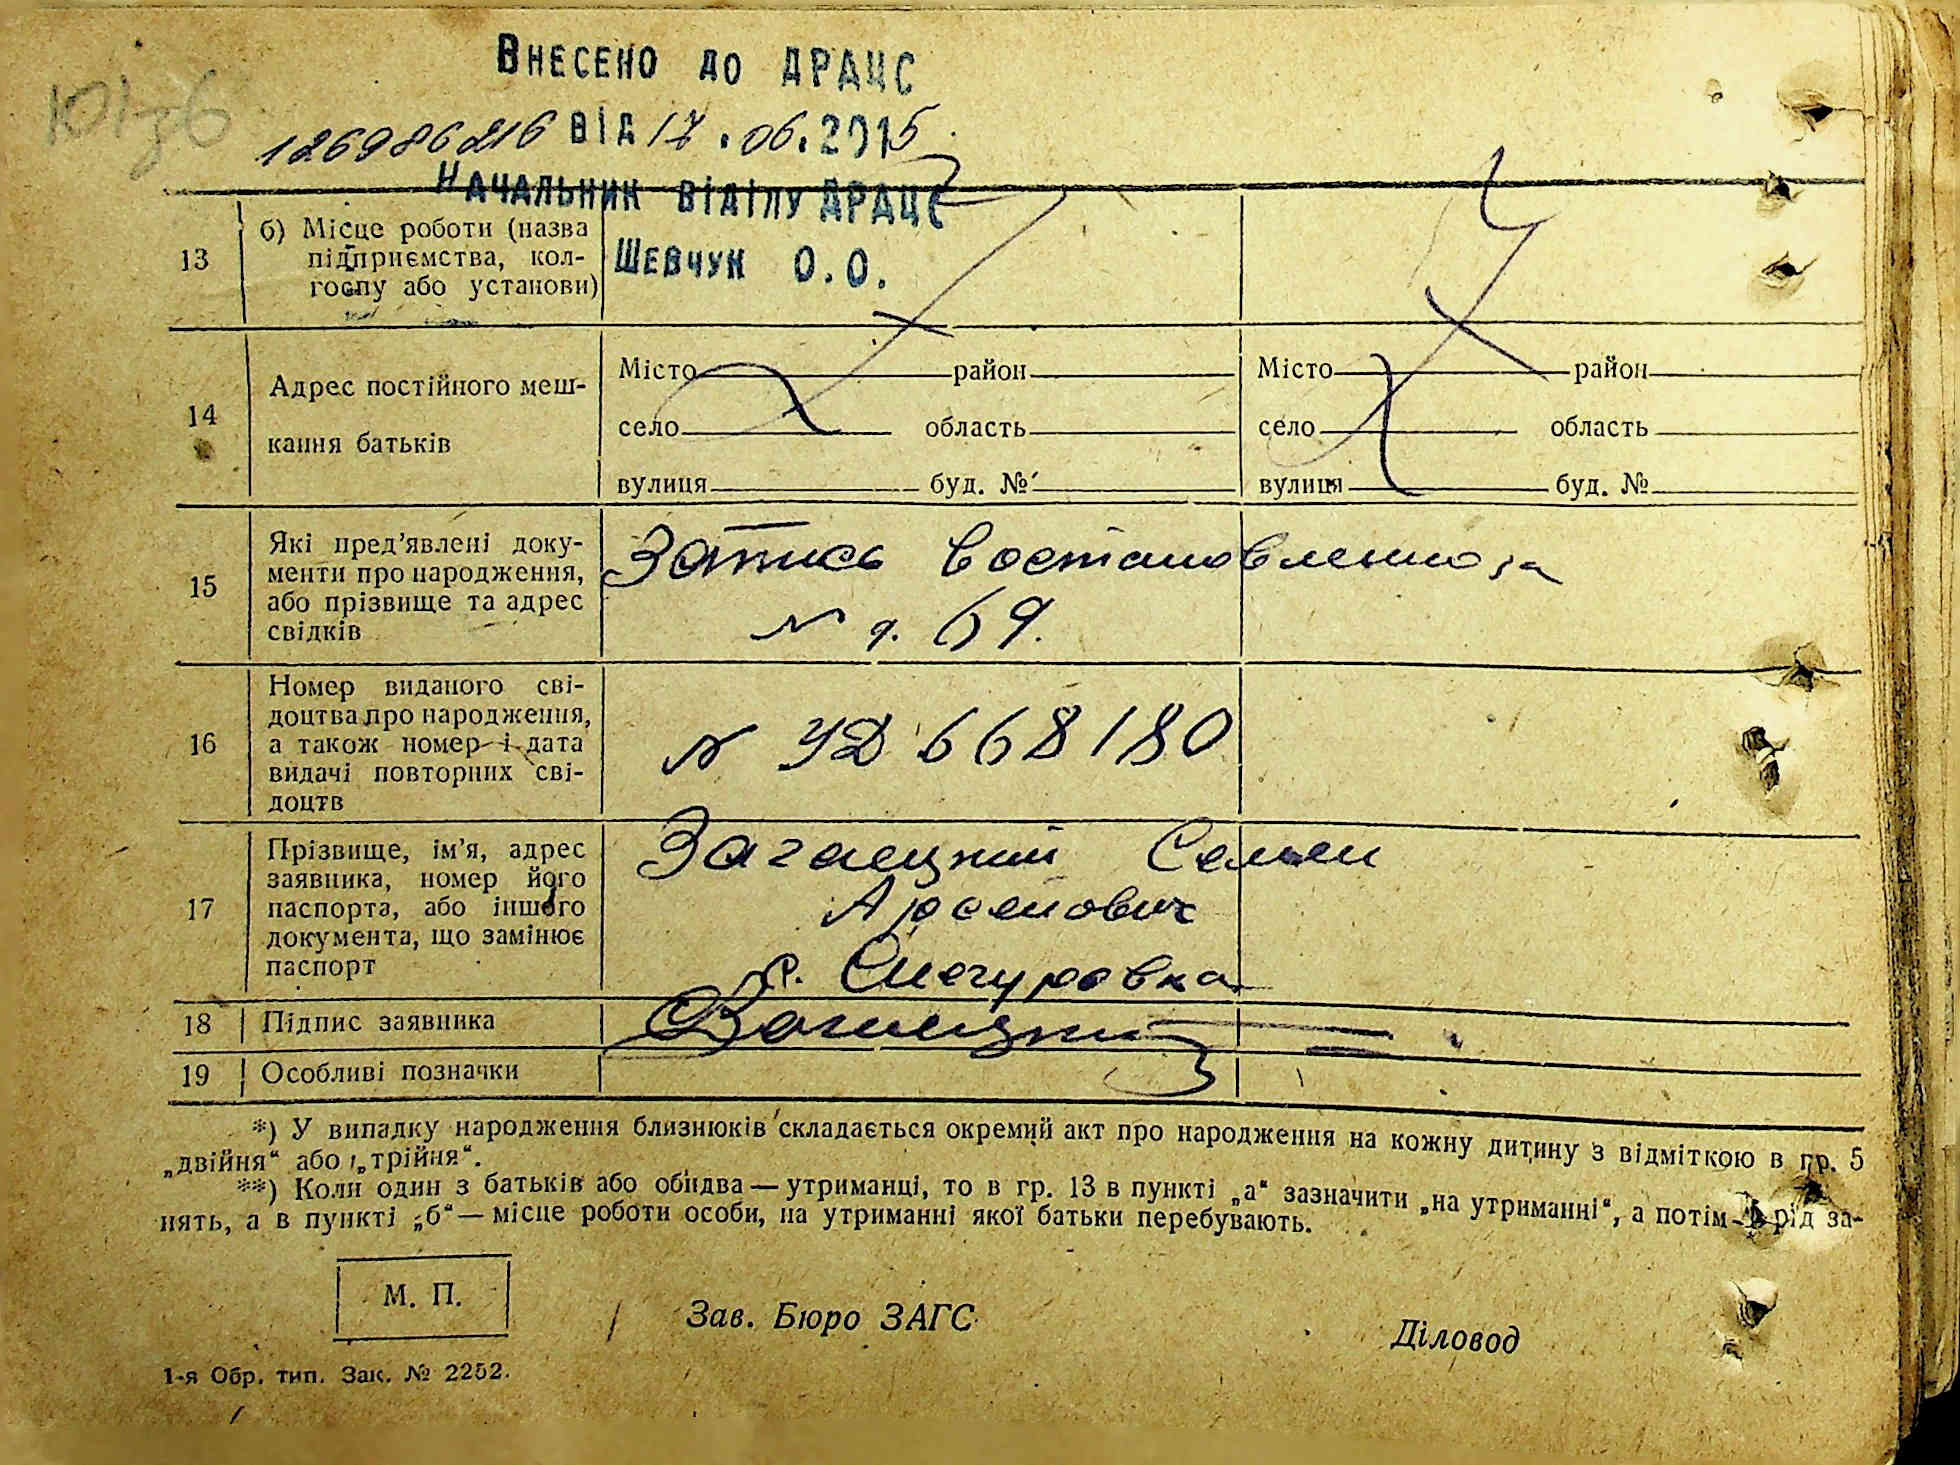 Внесено до ДРАЦС
126986216 від 17.06.2015
Начальник віділу ДРАЦС
Шевчук О.О.
13 б) Місце роботи (назва
підприємства, кол-
госпу або установи)
14 Адрес постійного меш-
кання батьків
Місто район Місто район
село область село область
вулиця буд. № вулиця буд. №
15 Які пред'явлені доку-
менти про народження,
або прізвище та адрес
свідків
Запись востановленно за
69.
16 Номер виданого сві-
доцтва про народження,
а також номер і дата
видачі повторних сві-
доцтв
N УД 668180
17 Прізвище, ім'я, адрес
заявника, номер його
паспорта, або іншого
документа, що замінює
паспорт
Загаецкий Семен
Арсенович
с. Снегуровка
18 Підпис заявника
19 Особливі позначки
*) У випадку народження близнюків складається окремий акт про народження на кожну дитину з відміткою в гр. 5
„двійня“ або „трійня“.
**) Коли один з батьків або обидва — утриманці, то в гр. 13 в пункті „а“ зазначити „на утриманні“, а потім рід за-
нять, а в пункті „б“ — місце роботи особи, на утриманні якої батьки перебувають.
М. П.
Зав. Бюро ЗАГС
Діловод
1-я Обр. тип. Зак. № 2252.